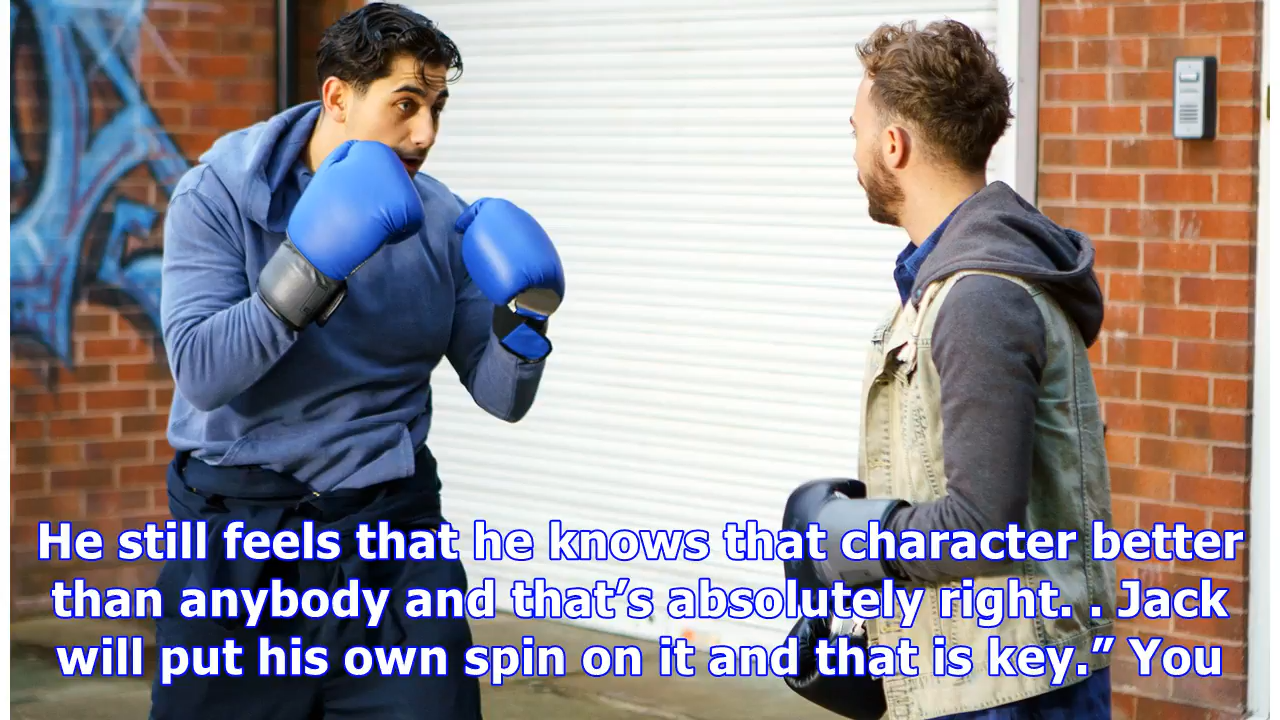 He still feels that he knows that character better
than anybody and that’s absolutely right. . Jack
will put his own spin on it and that is key.” You